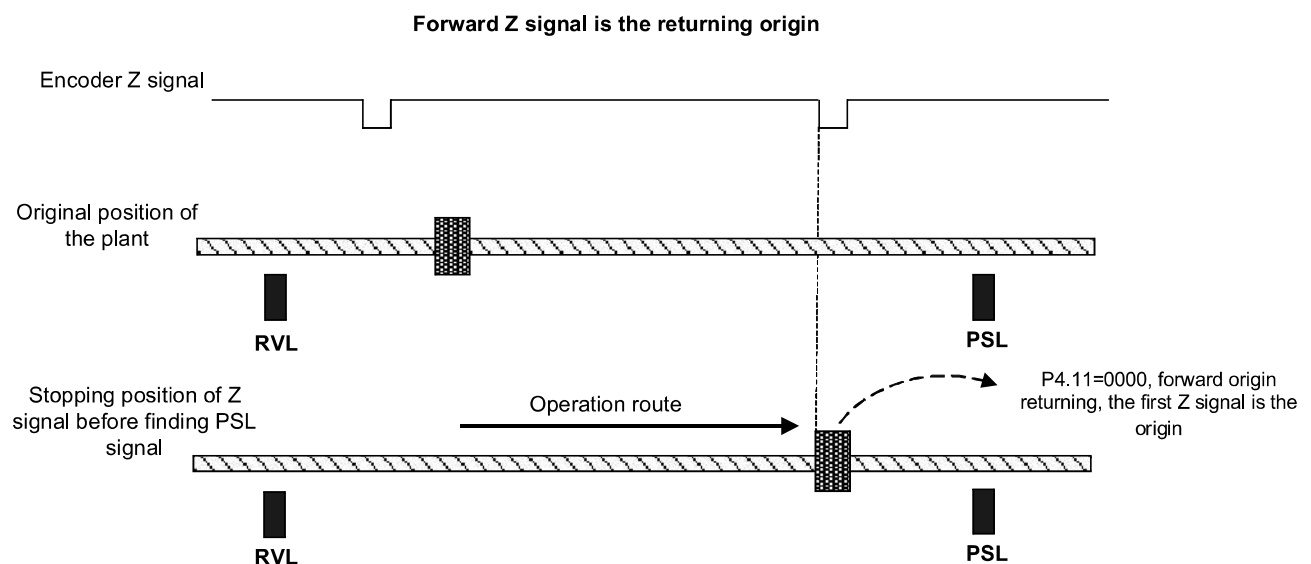 Forward Z signal is the returning origin
Encoder Z signal
Original position of
the plant
RVL
PSL
Stopping position of Z
signal before finding PSL
signal
Operation route
P4.11=0000, forward origin
returning, the first Z signal is the
origin
RVL
PSL